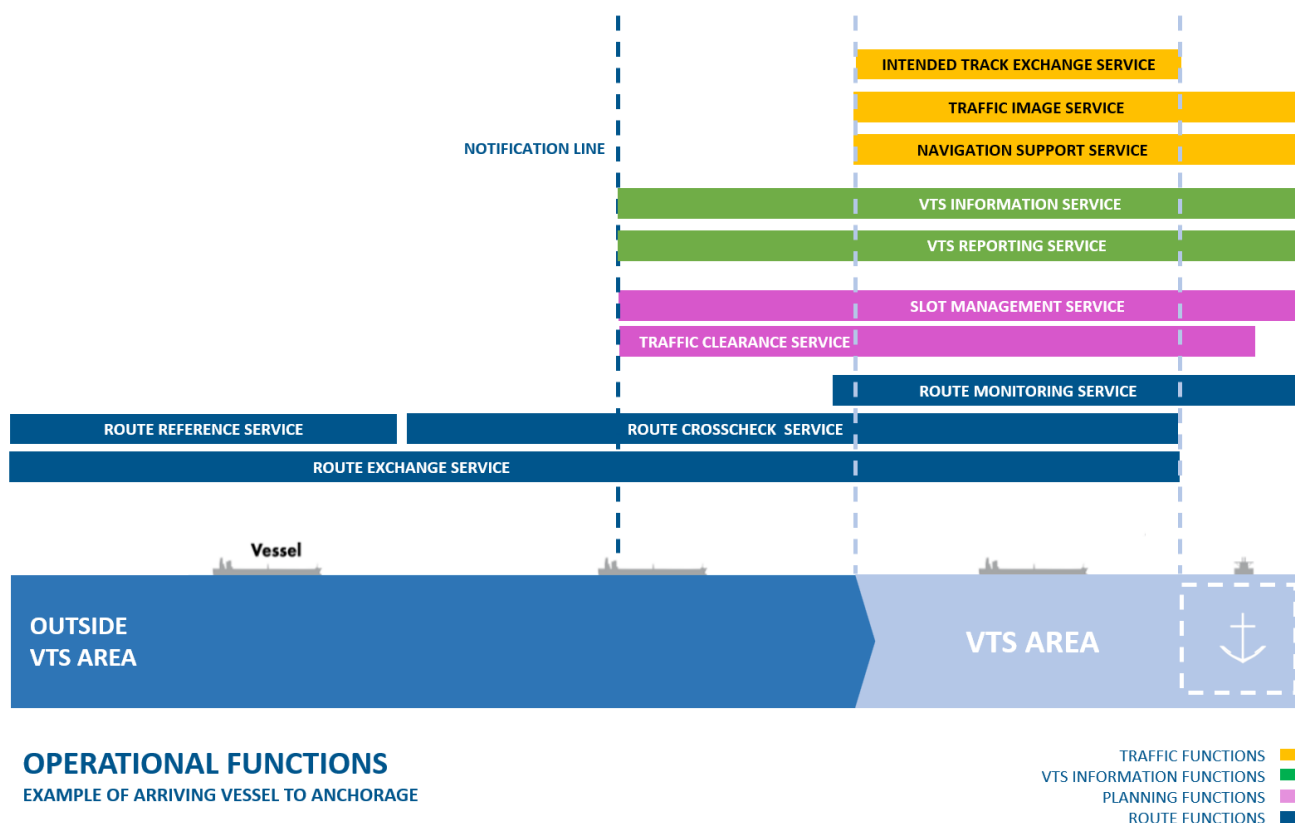 INTENDED TRACK EXCHANGE SERVICE
TRAFFIC IMAGE SERVICE
NOTIFICATION LINE
NAVIGATION SUPPORT SERVICE
VTS INFORMATION SERVICE
VTS REPORTING SERVICE
SLOT MANAGEMENT SERVICE
TRAFFIC CLEARANCE SERVICE
ROUTE MONITORING SERVICE
ROUTE REFERENCE SERVICE
ROUTE CROSSCHECK SERVICE
ROUTE EXCHANGE SERVICE
Vessel
OUTSIDE
VTS AREA
VTS AREA
OPERATIONAL FUNCTIONS
EXAMPLE OF ARRIVING VESSEL TO ANCHORAGE
TRAFFIC FUNCTIONS
VTS INFORMATION FUNCTIONS
PLANNING FUNCTIONS
ROUTE FUNCTIONS